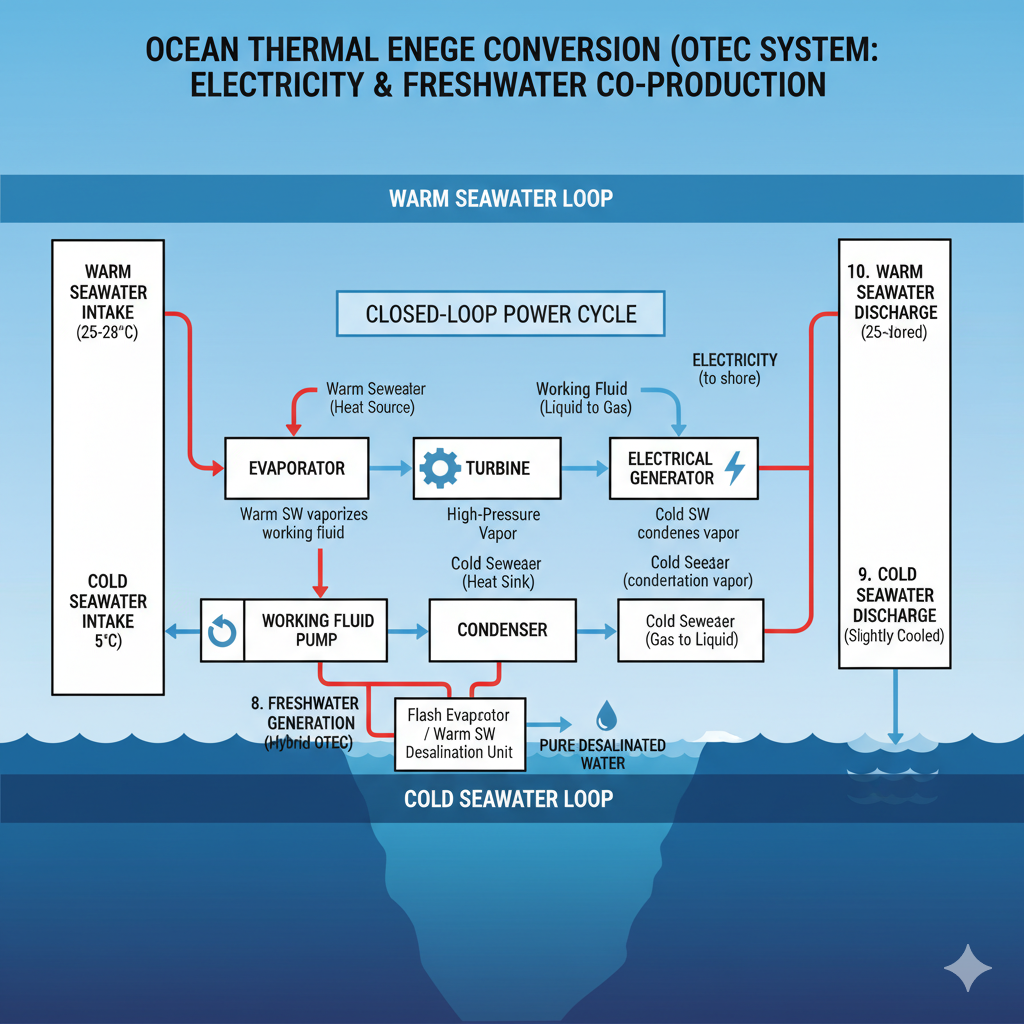 OCEAN THERMAL ENEGE CONVERSION (OTEC SYSTEM:
ELECTRICITY & FRESHWATER CO-PRODUCTION
WARM SEAWATER LOOP
WARM
SEAWATER
INTAKE
(25-28°C)
10. WARM
SEAWATER
DISCHARGE
(25-lored)
CLOSED-LOOP POWER CYCLE
ELECTRICITY
(to shore)
Warm Seweater
(Heat Source)
Working Fluid
(Liquid to Gas)
EVAPORATOR
TURBINE
ELECTRICAL
GENERATOR
Warm SW vaporizes
working fluid
High-Pressure
Vapor
Cold SW
condenes vapor
Cold Seweaer
(Heat Sink)
Cold Seedar
(condertation vapor)
COLD
SEAWATER
INTAKE
5°C)
9. COLD
SEAWATER
DISCHARGE
(Slightly Cooled)
WORKING FLUID
PUMP
CONDENSER
Cold Seweaer
(Gas to Liquid)
8. FRESHWATER
GENERATION
(Hybrid OTEC)
Flash Evaporator
/ Warm SW
Desalination Unit
PURE DESALINATED
WATER
COLD SEAWATER LOOP